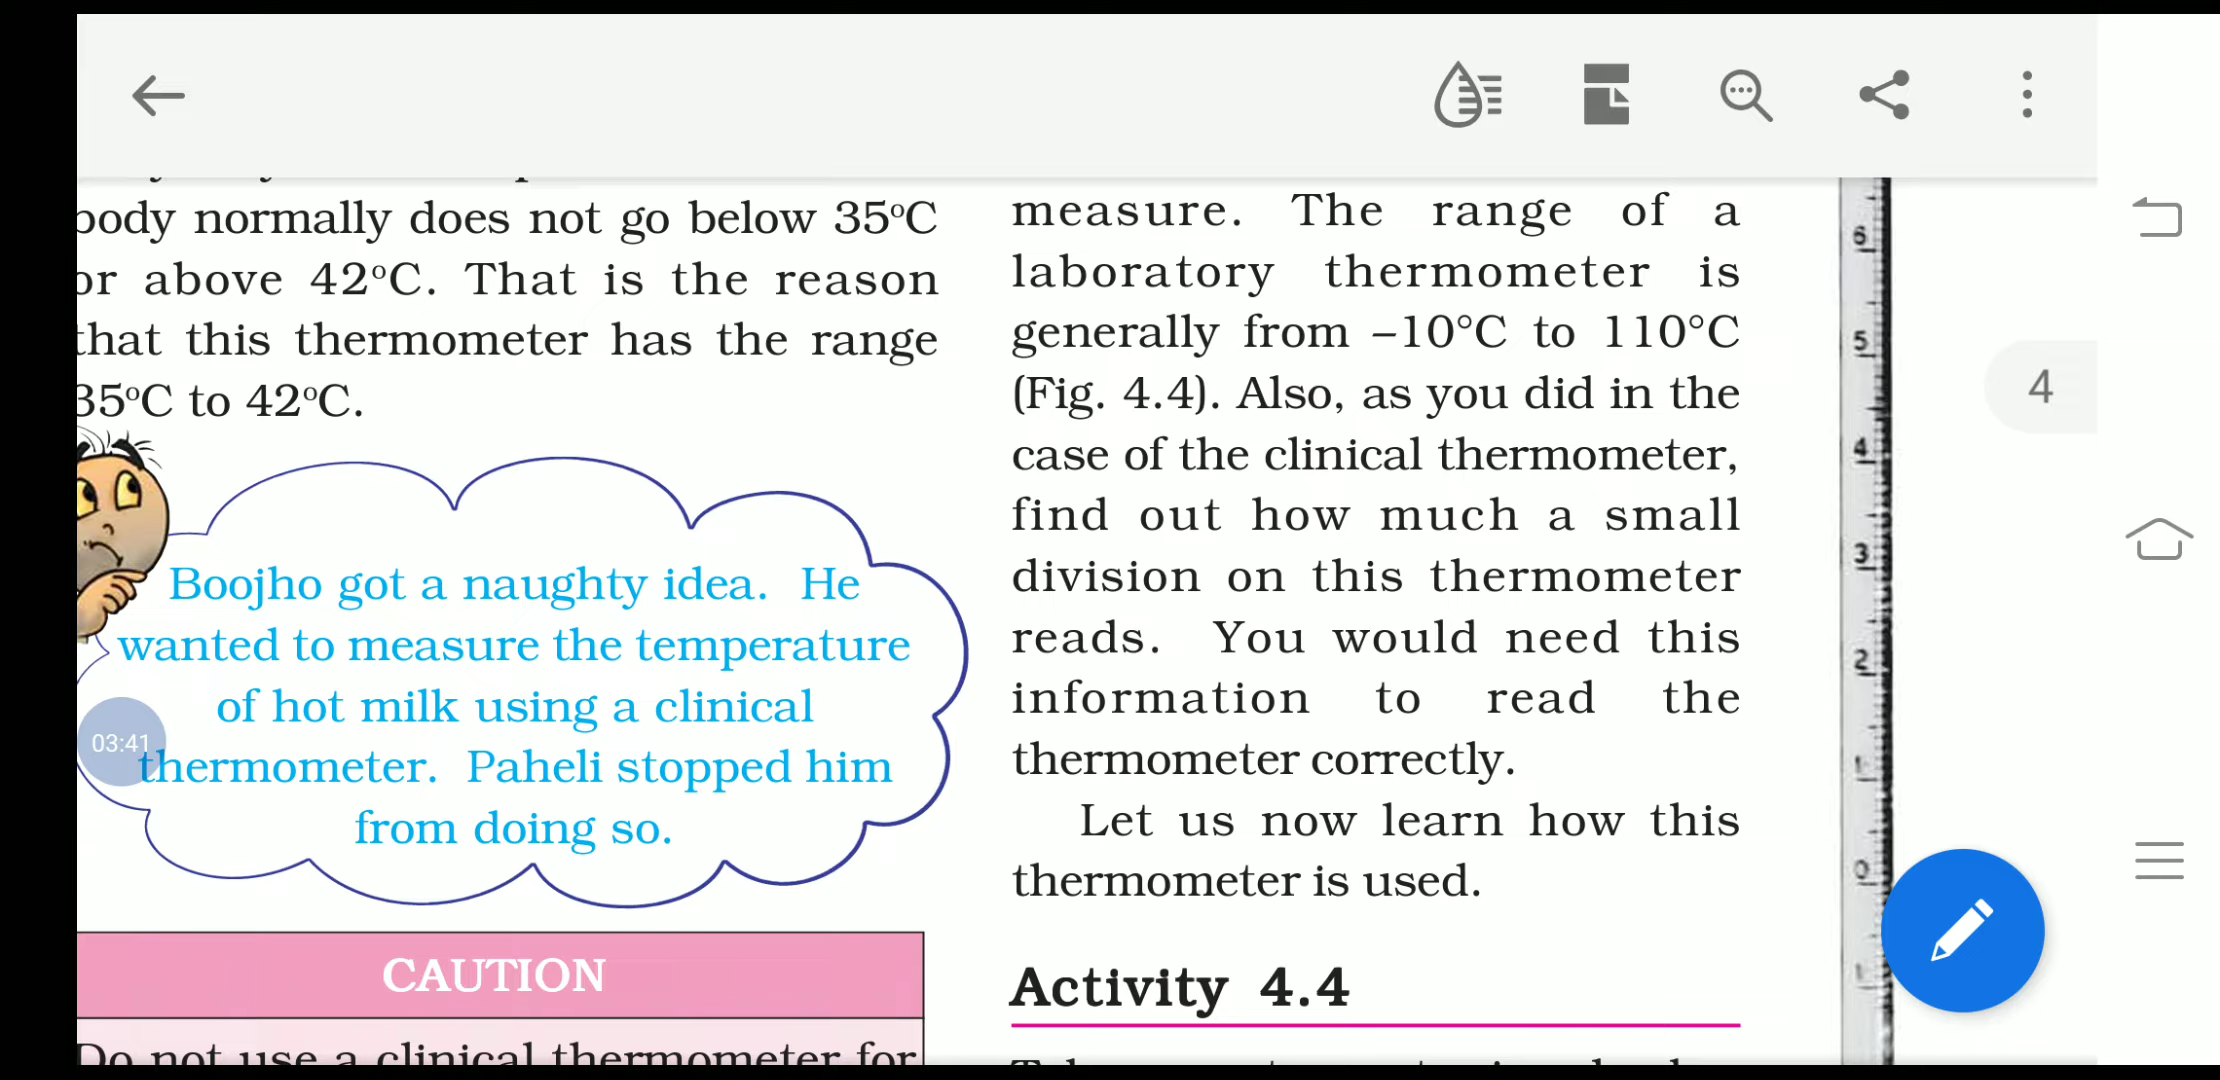 body normally does not go below 35°C
or above 42°C. That is the reason
that this thermometer has the range
35°C to 42°C.
Boojho got a naughty idea. He
wanted to measure the temperature
of hot milk using a clinical
thermometer. Paheli stopped him
from doing so.
03:41
CAUTION
Do not use a clinical thermometer for
measure. The range of a
laboratory thermometer is
generally from –10°C to 110°C
(Fig. 4.4). Also, as you did in the
case of the clinical thermometer,
find out how much a small
division on this thermometer
reads. You would need this
information to read the
thermometer correctly.
Let us now learn how this
thermometer is used.
Activity 4.4
6
5
4
3
2
1
0
1
4